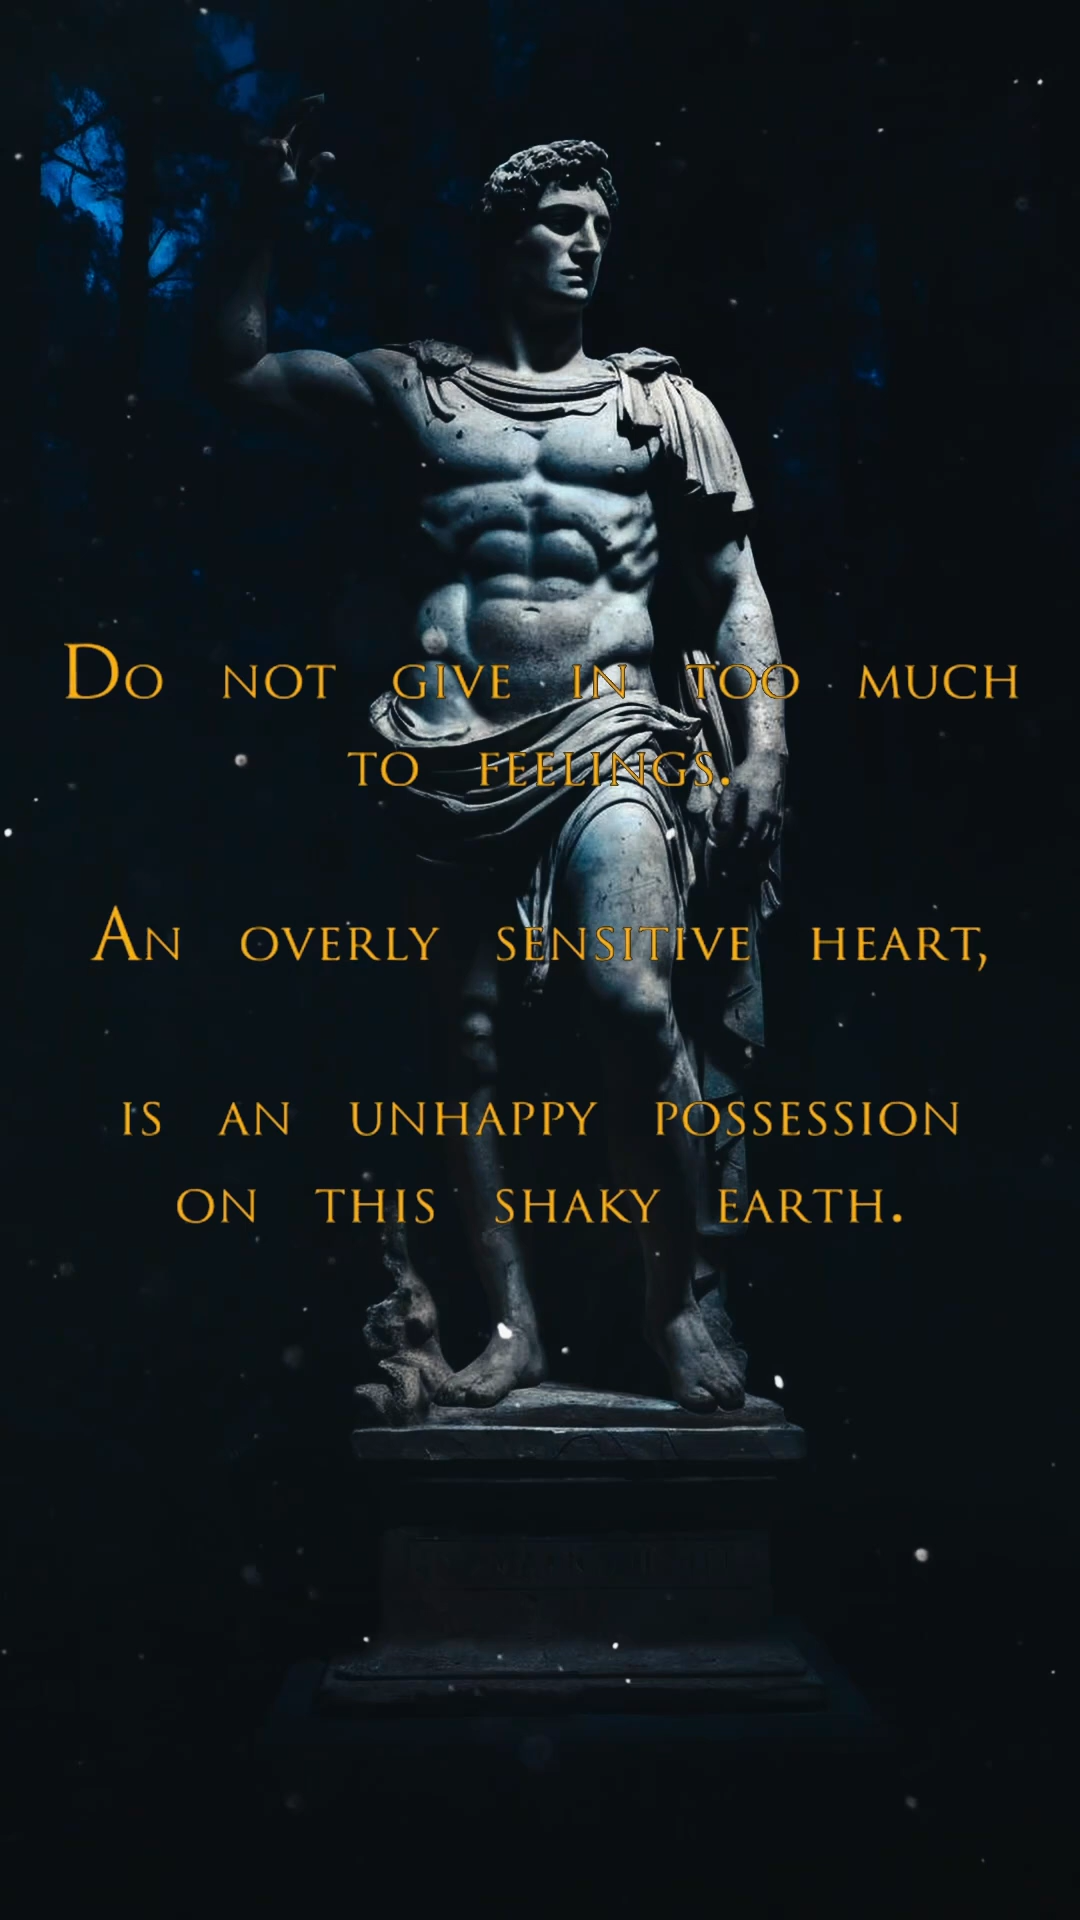 Do not give in too much
to feelings.
An overly sensitive heart,
is an unhappy possession
on this shaky earth.